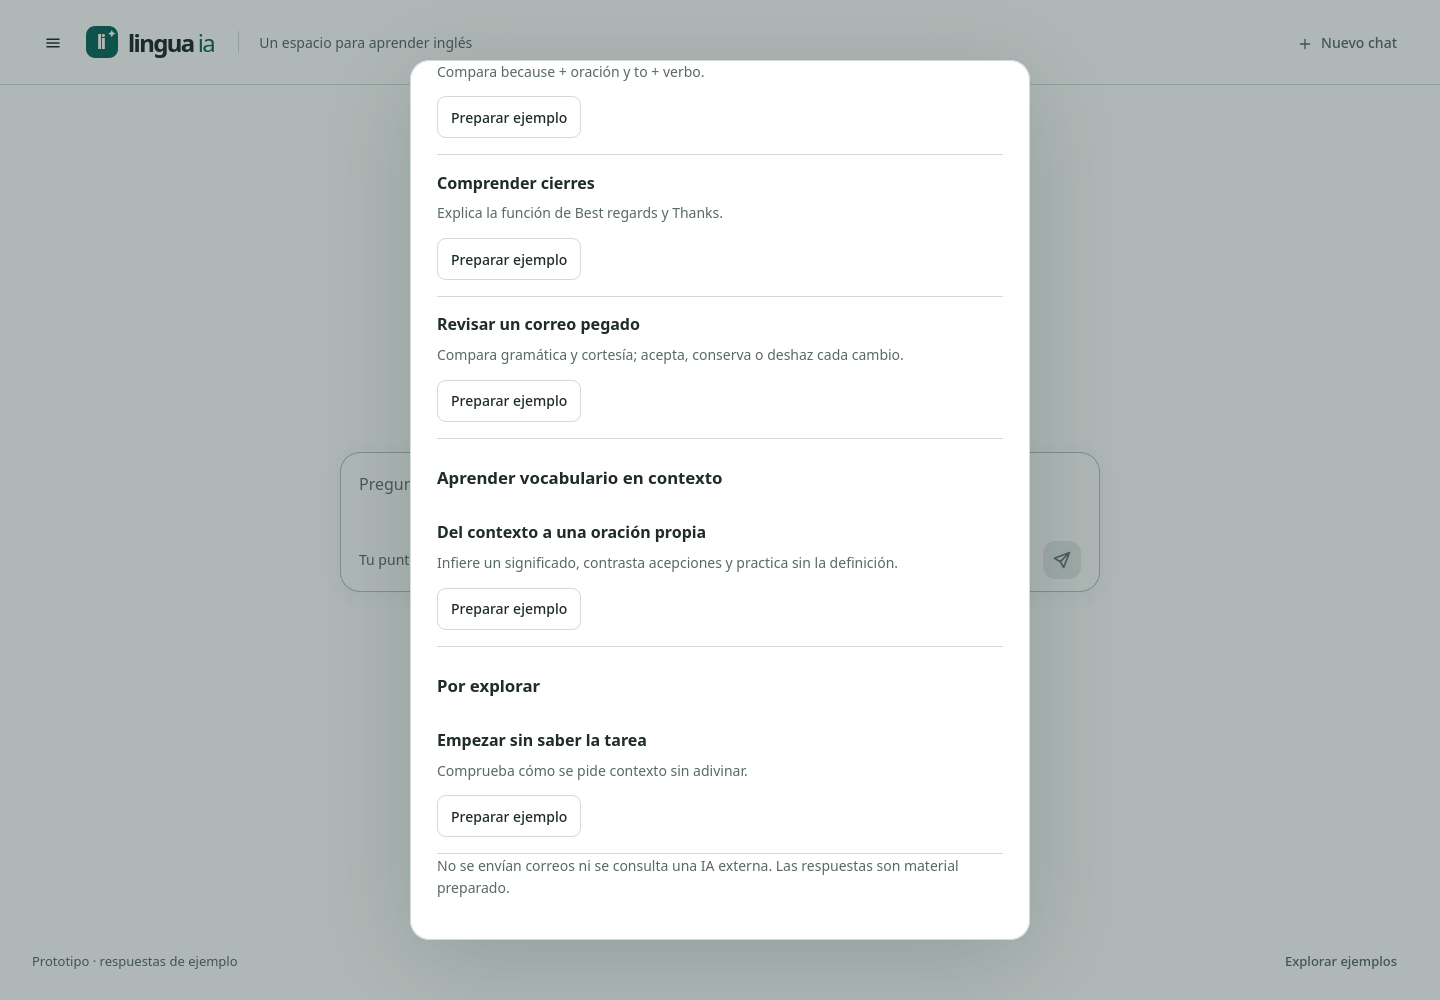 li
lingua ia
Un espacio para aprender inglés
Nuevo chat
Compara because + oración y to + verbo.
Preparar ejemplo
Comprender cierres
Explica la función de Best regards y Thanks.
Preparar ejemplo
Revisar un correo pegado
Compara gramática y cortesía; acepta, conserva o deshaz cada cambio.
Preparar ejemplo
Aprender vocabulario en contexto
Del contexto a una oración propia
Infiere un significado, contrasta acepciones y practica sin la definición.
Preparar ejemplo
Por explorar
Empezar sin saber la tarea
Comprueba cómo se pide contexto sin adivinar.
Preparar ejemplo
No se envían correos ni se consulta una IA externa. Las respuestas son material
preparado.
Tu
Prototipo · respuestas de ejemplo
Explorar ejemplos